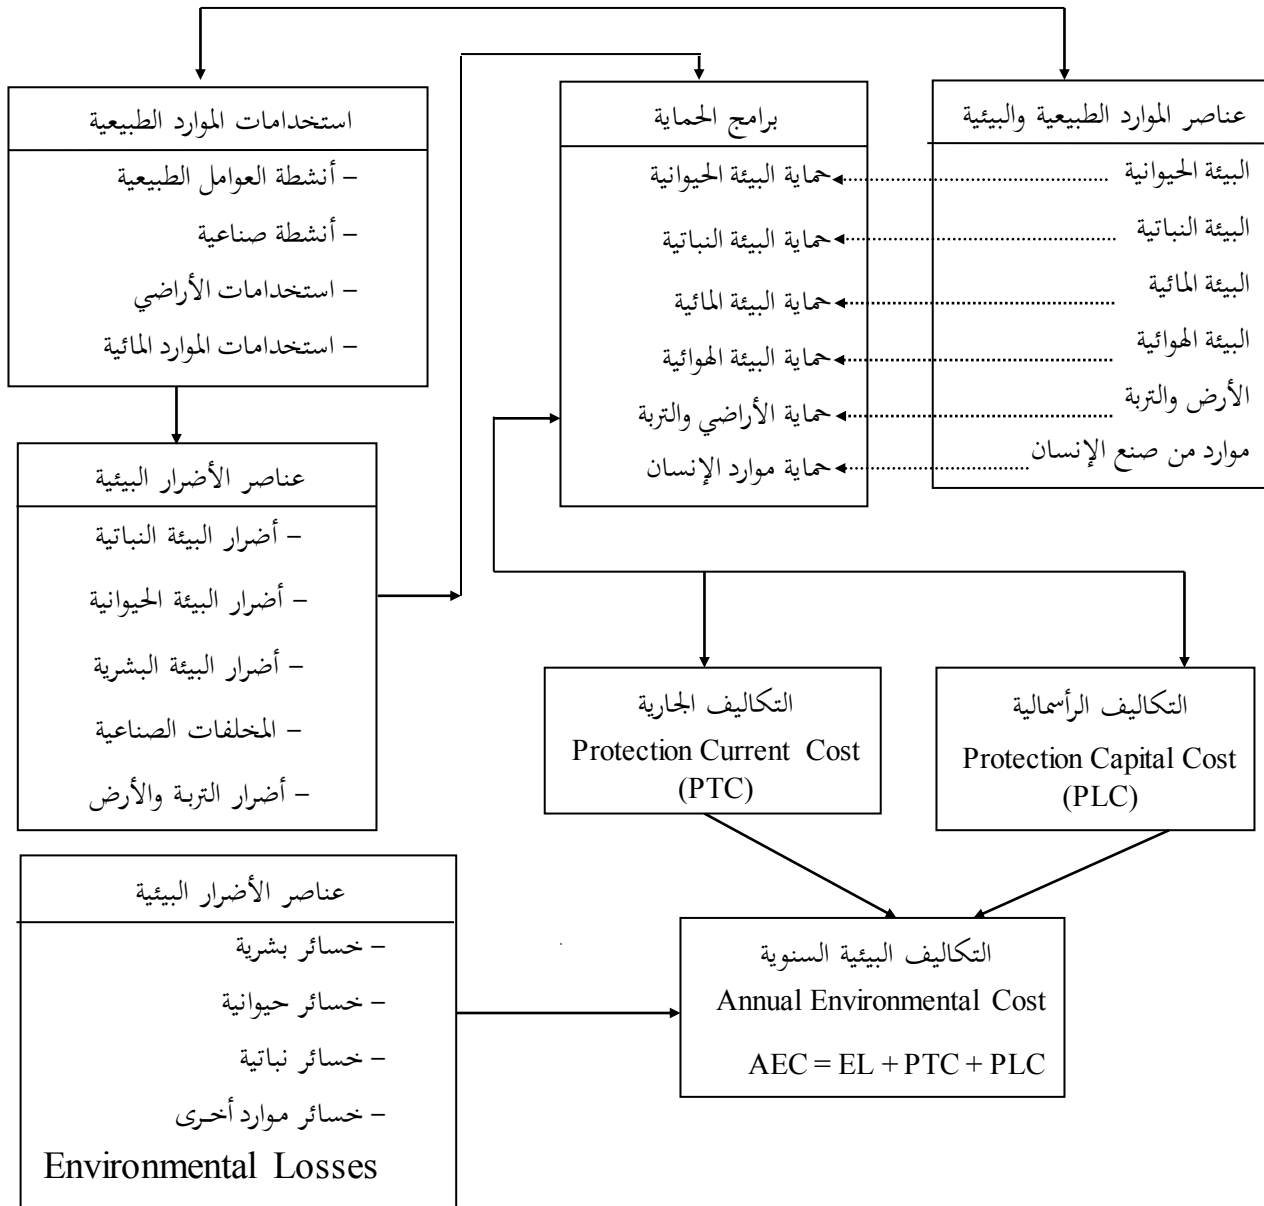 عناصر الموارد الطبيعية والبيئية
البيئة الحيوانية
البيئة النباتية
البيئة المائية
البيئة الهوائية
الأرض والتربة
موارد من صنع الإنسان
برامج الحماية
حماية البيئة الحيوانية
حماية البيئة النباتية
حماية البيئة المائية
حماية البيئة الهوائية
حماية الأراضي والتربة
حماية موارد الإنسان
استخدامات الموارد الطبيعية
– أنشطة العوامل الطبيعية
– أنشطة صناعية
– استخدامات الأراضي
– استخدامات الموارد المائية
عناصر الأضرار البيئية
– أضرار البيئة النباتية
– أضرار البيئة الحيوانية
– أضرار البيئة البشرية
– المخلفات الصناعية
– أضرار التربة والأرض
التكاليف الرأسمالية
Protection Capital Cost
(PLC)
التكاليف الجارية
Protection Current Cost
(PTC)
عناصر الأضرار البيئية
– خسائر بشرية
– خسائر حيوانية
– خسائر نباتية
– خسائر موارد أخرى
Environmental Losses
التكاليف البيئية السنوية
Annual Environmental Cost
AEC = EL + PTC + PLC